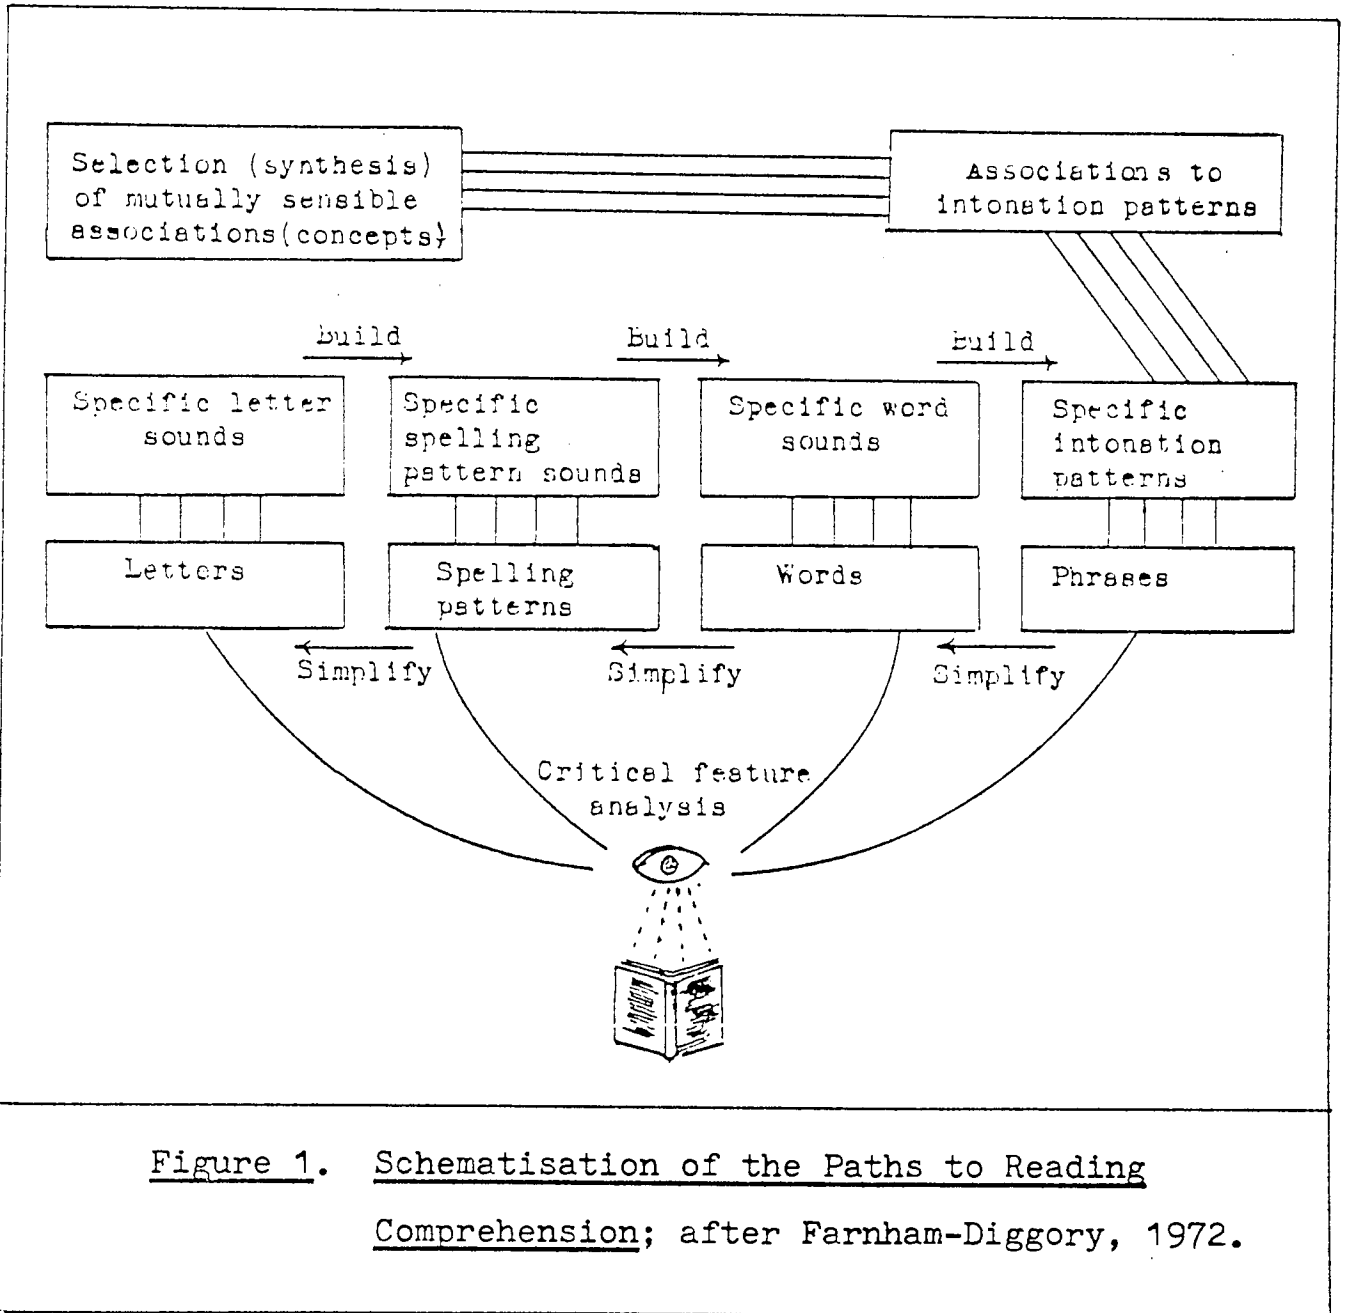 Selection (synthesis)
of mutually sensible
associations(concepts)
Associations to
intonation patterns
Build
Build
Build
Specific letter
sounds
Specific
spelling
pattern sounds
Specific word
sounds
Specific
intonation
patterns
Letters
Spelling
patterns
Words
Phrases
Simplify
Simplify
Simplify
Critical feature
analysis
Figure 1. Schematisation of the Paths to Reading
Comprehension; after Farnham-Diggory, 1972.